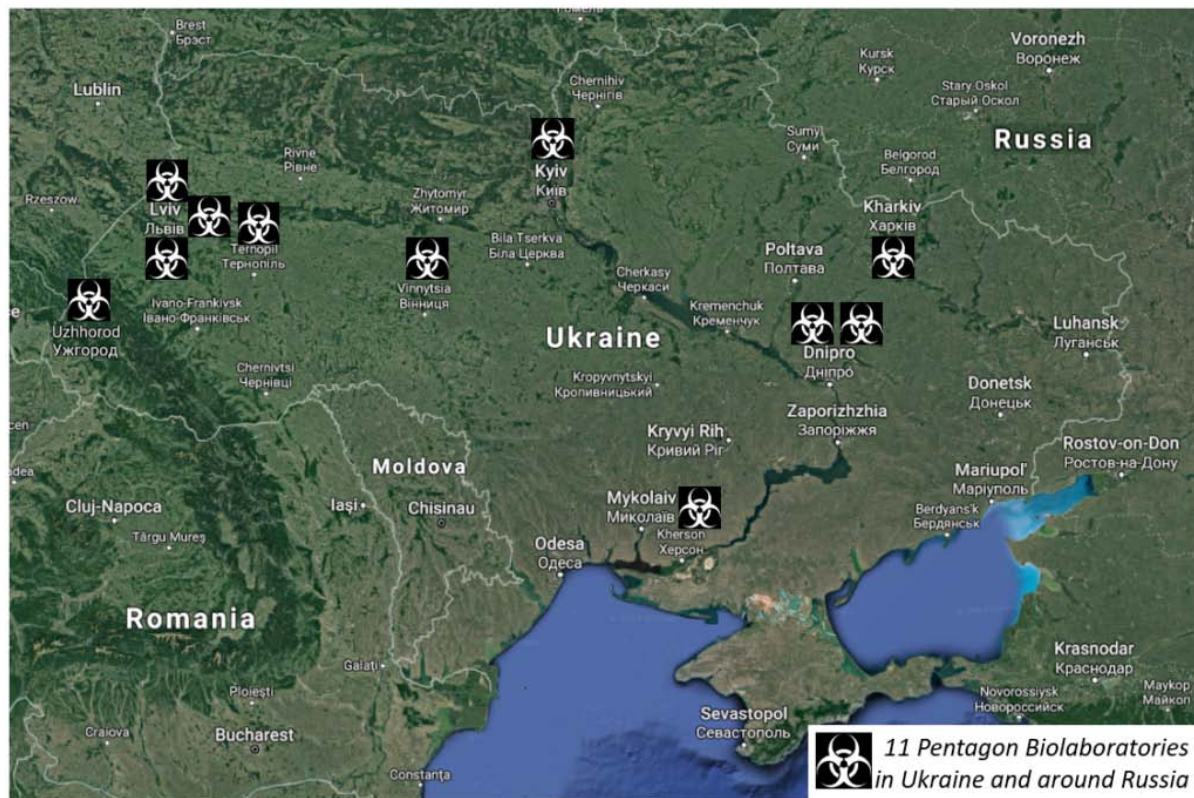 Гомель
Brest
Брэст
Lublin
Chernihiv
Чернігів
Kursk
Курск
Voronezh
Воронеж
Stary Oskol
Старый Оскол
Sumy
Суми
Russia
Rivne
Рівне
Kyiv
Київ
Belgorod
Белгород
Rzeszow
Lviv
Львів
Zhytomyr
Житомир
Kharkiv
Харків
Ternopil
Тернопіль
Bila Tserkva
Біла Церква
Poltava
Полтава
Cherkasy
Черкаси
Vinnytsia
Вінниця
Ivano-Frankivsk
Івано-Франківськ
Kremenchuk
Кременчук
Uzhhorod
Ужгород
Ukraine
Luhansk
Луганськ
Dnipro
Дніпро
Chernivtsi
Чернівці
Kropyvnytskyi
Кропивницький
Donetsk
Донецьк
Zaporizhzhia
Запоріжжя
Kryvyi Rih
Кривий Ріг
Rostov-on-Don
Ростов-на-Дону
Moldova
Mariupol'
Маріуполь
Cluj-Napoca
Iași
Chisinau
Mykolaiv
Миколаїв
Berdyans'k
Бердянськ
Târgu Mureș
Kherson
Херсон
Odesa
Одеса
Romania
Krasnodar
Краснодар
Galați
Ploiești
Novorossiysk
Новороссийск
Maykop
Майкоп
Craiova
Bucharest
Sevastopol
Севастополь
Constanța
11 Pentagon Biolaboratories
in Ukraine and around Russia